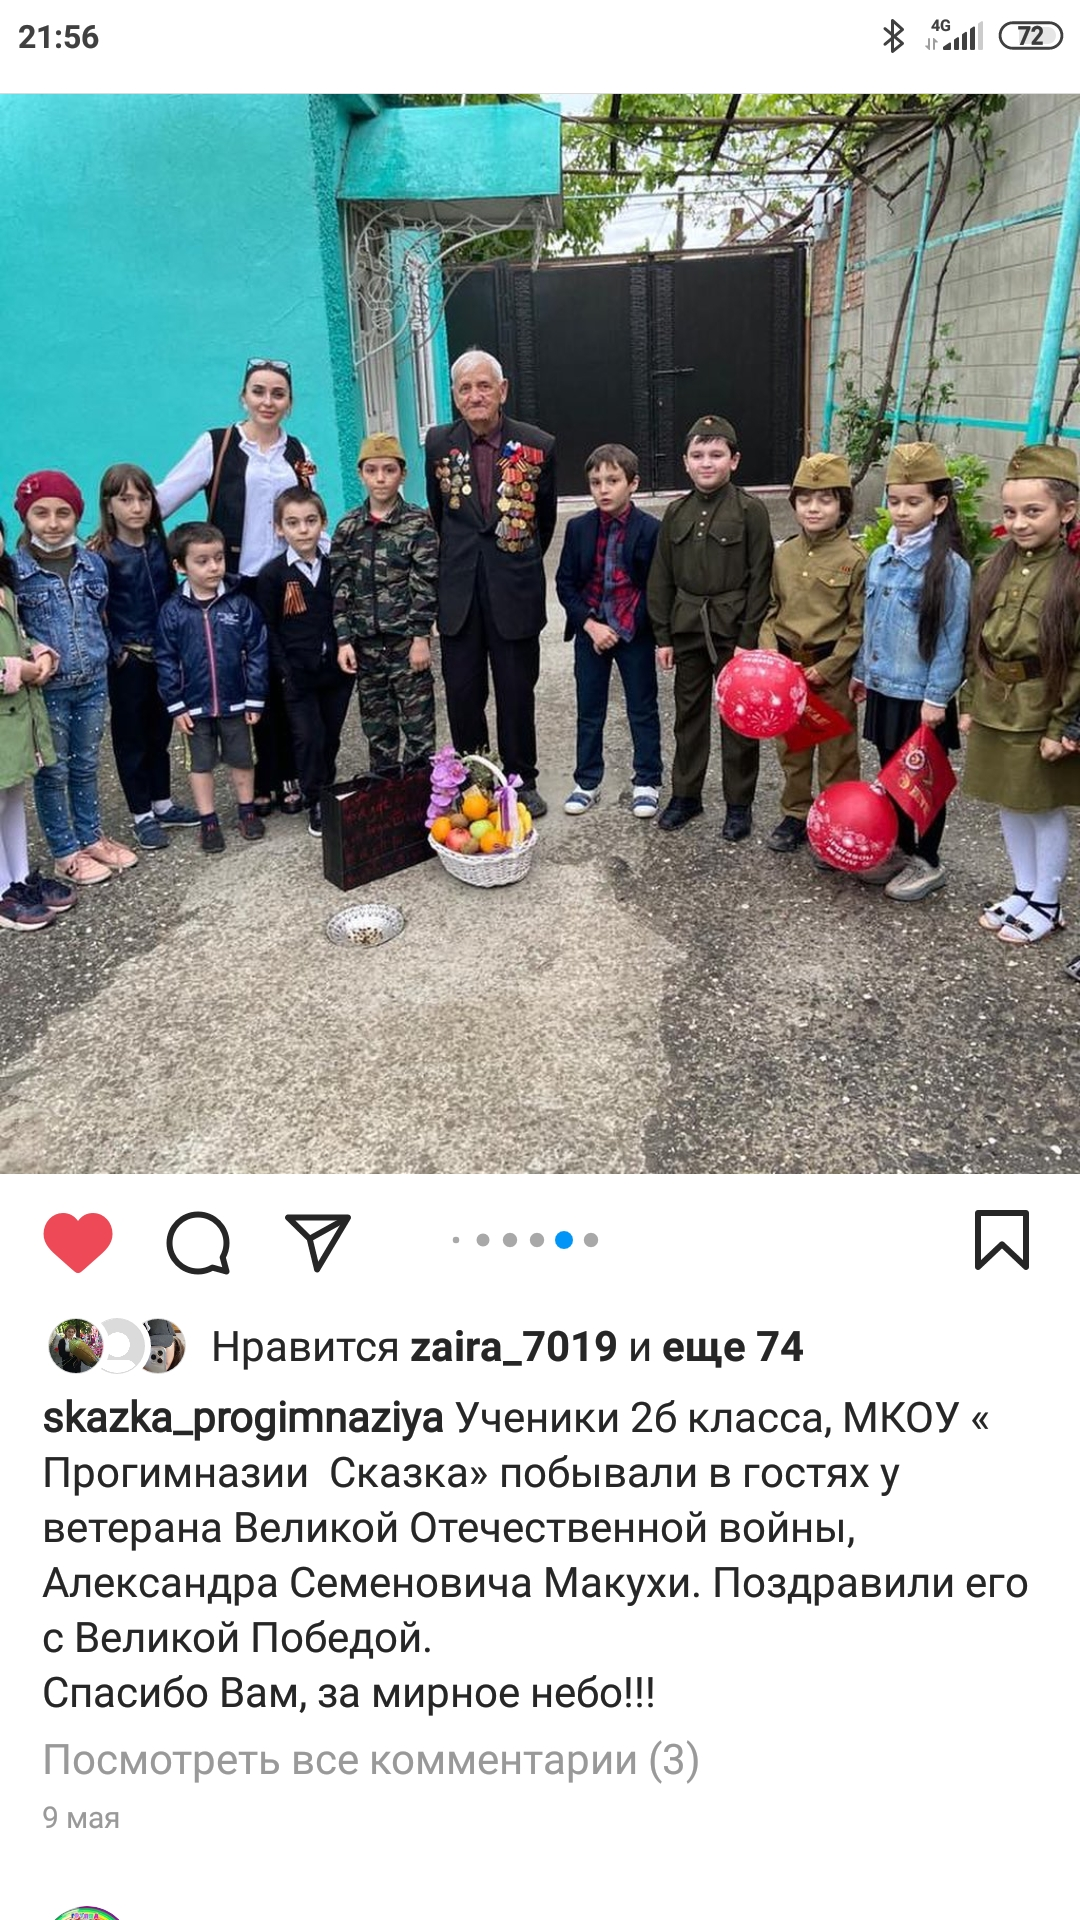 21:56
4G
72
Нравится zaira_7019 и еще 74
skazka_progimnaziya Ученики 2б класса, МКОУ «
Прогимназии Сказка» побывали в гостях у
ветерана Великой Отечественной войны,
Александра Семеновича Макухи. Поздравили его
с Великой Победой.
Спасибо Вам, за мирное небо!!!
Посмотреть все комментарии (3)
9 мая